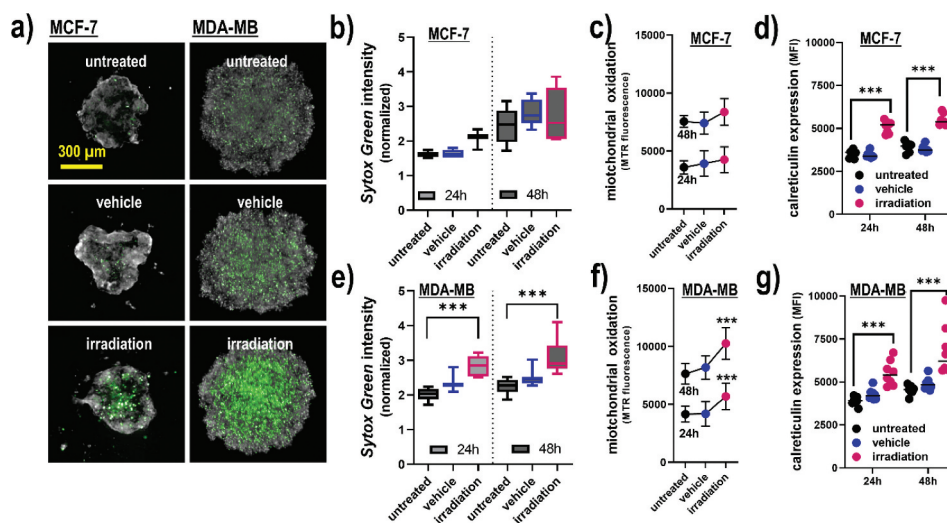 a)
MCF-7
MDA-MB
untreated
untreated
300 µm
vehicle
vehicle
irradiation
irradiation
b)
MCF-7
Sytox Green intensity
(normalized)
5
4
3
2
1
24h
48h
untreated
vehicle
irradiation
untreated
vehicle
irradiation
c)
MCF-7
miotchondrial oxidation
(MTR fluorescence)
15000
10000
5000
0
48h
24h
untreated
vehicle
irradiation
d)
MCF-7
calreticulin expression (MFI)
10000
7500
5000
2500
0
***
***
untreated
vehicle
irradiation
24h
48h
e)
MDA-MB
Sytox Green intensity
(normalized)
5
4
3
2
1
0
***
***
24h
48h
untreated
vehicle
irradiation
untreated
vehicle
irradiation
f)
MDA-MB
miotchondrial oxidation
(MTR fluorescence)
15000
10000
5000
0
***
***
48h
24h
untreated
vehicle
irradiation
g)
MDA-MB
calreticulin expression (MFI)
10000
7500
5000
2500
0
***
***
untreated
vehicle
irradiation
24h
48h